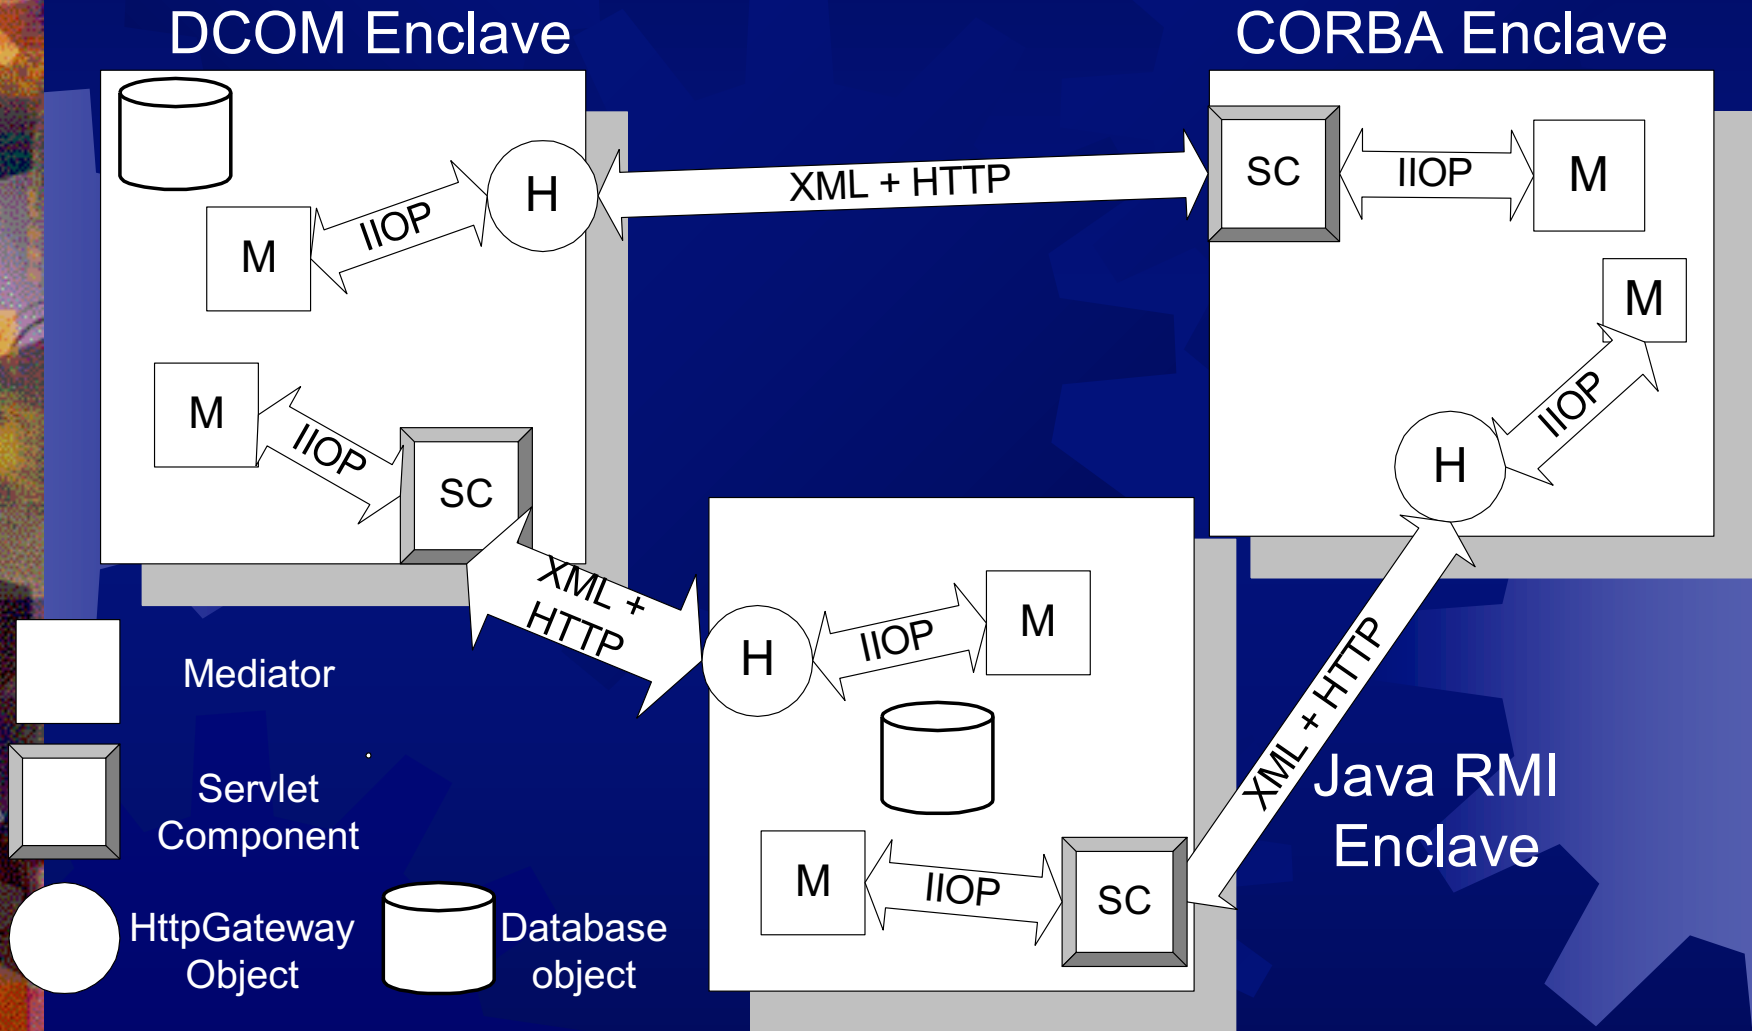 DCOM Enclave
CORBA Enclave
H
XML + HTTP
SC
IIOP
M
IIOP
M
M
M
IIOP
SC
IIOP
H
XML +
HTTP
H
IIOP
M
XML + HTTP
M
IIOP
SC
Java RMI
Enclave
Mediator
Servlet
Component
HttpGateway
Object
Database
object